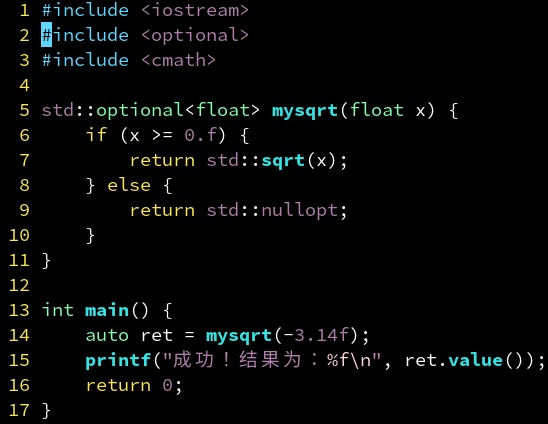 1 #include <iostream>
2 #include <optional>
3 #include <cmath>
4
5 std::optional<float> mysqrt(float x) {
6     if (x >= 0.f) {
7         return std::sqrt(x);
8     } else {
9         return std::nullopt;
10     }
11 }
12
13 int main() {
14     auto ret = mysqrt(-3.14f);
15     printf("成功！结果为：%f\n", ret.value());
16     return 0;
17 }